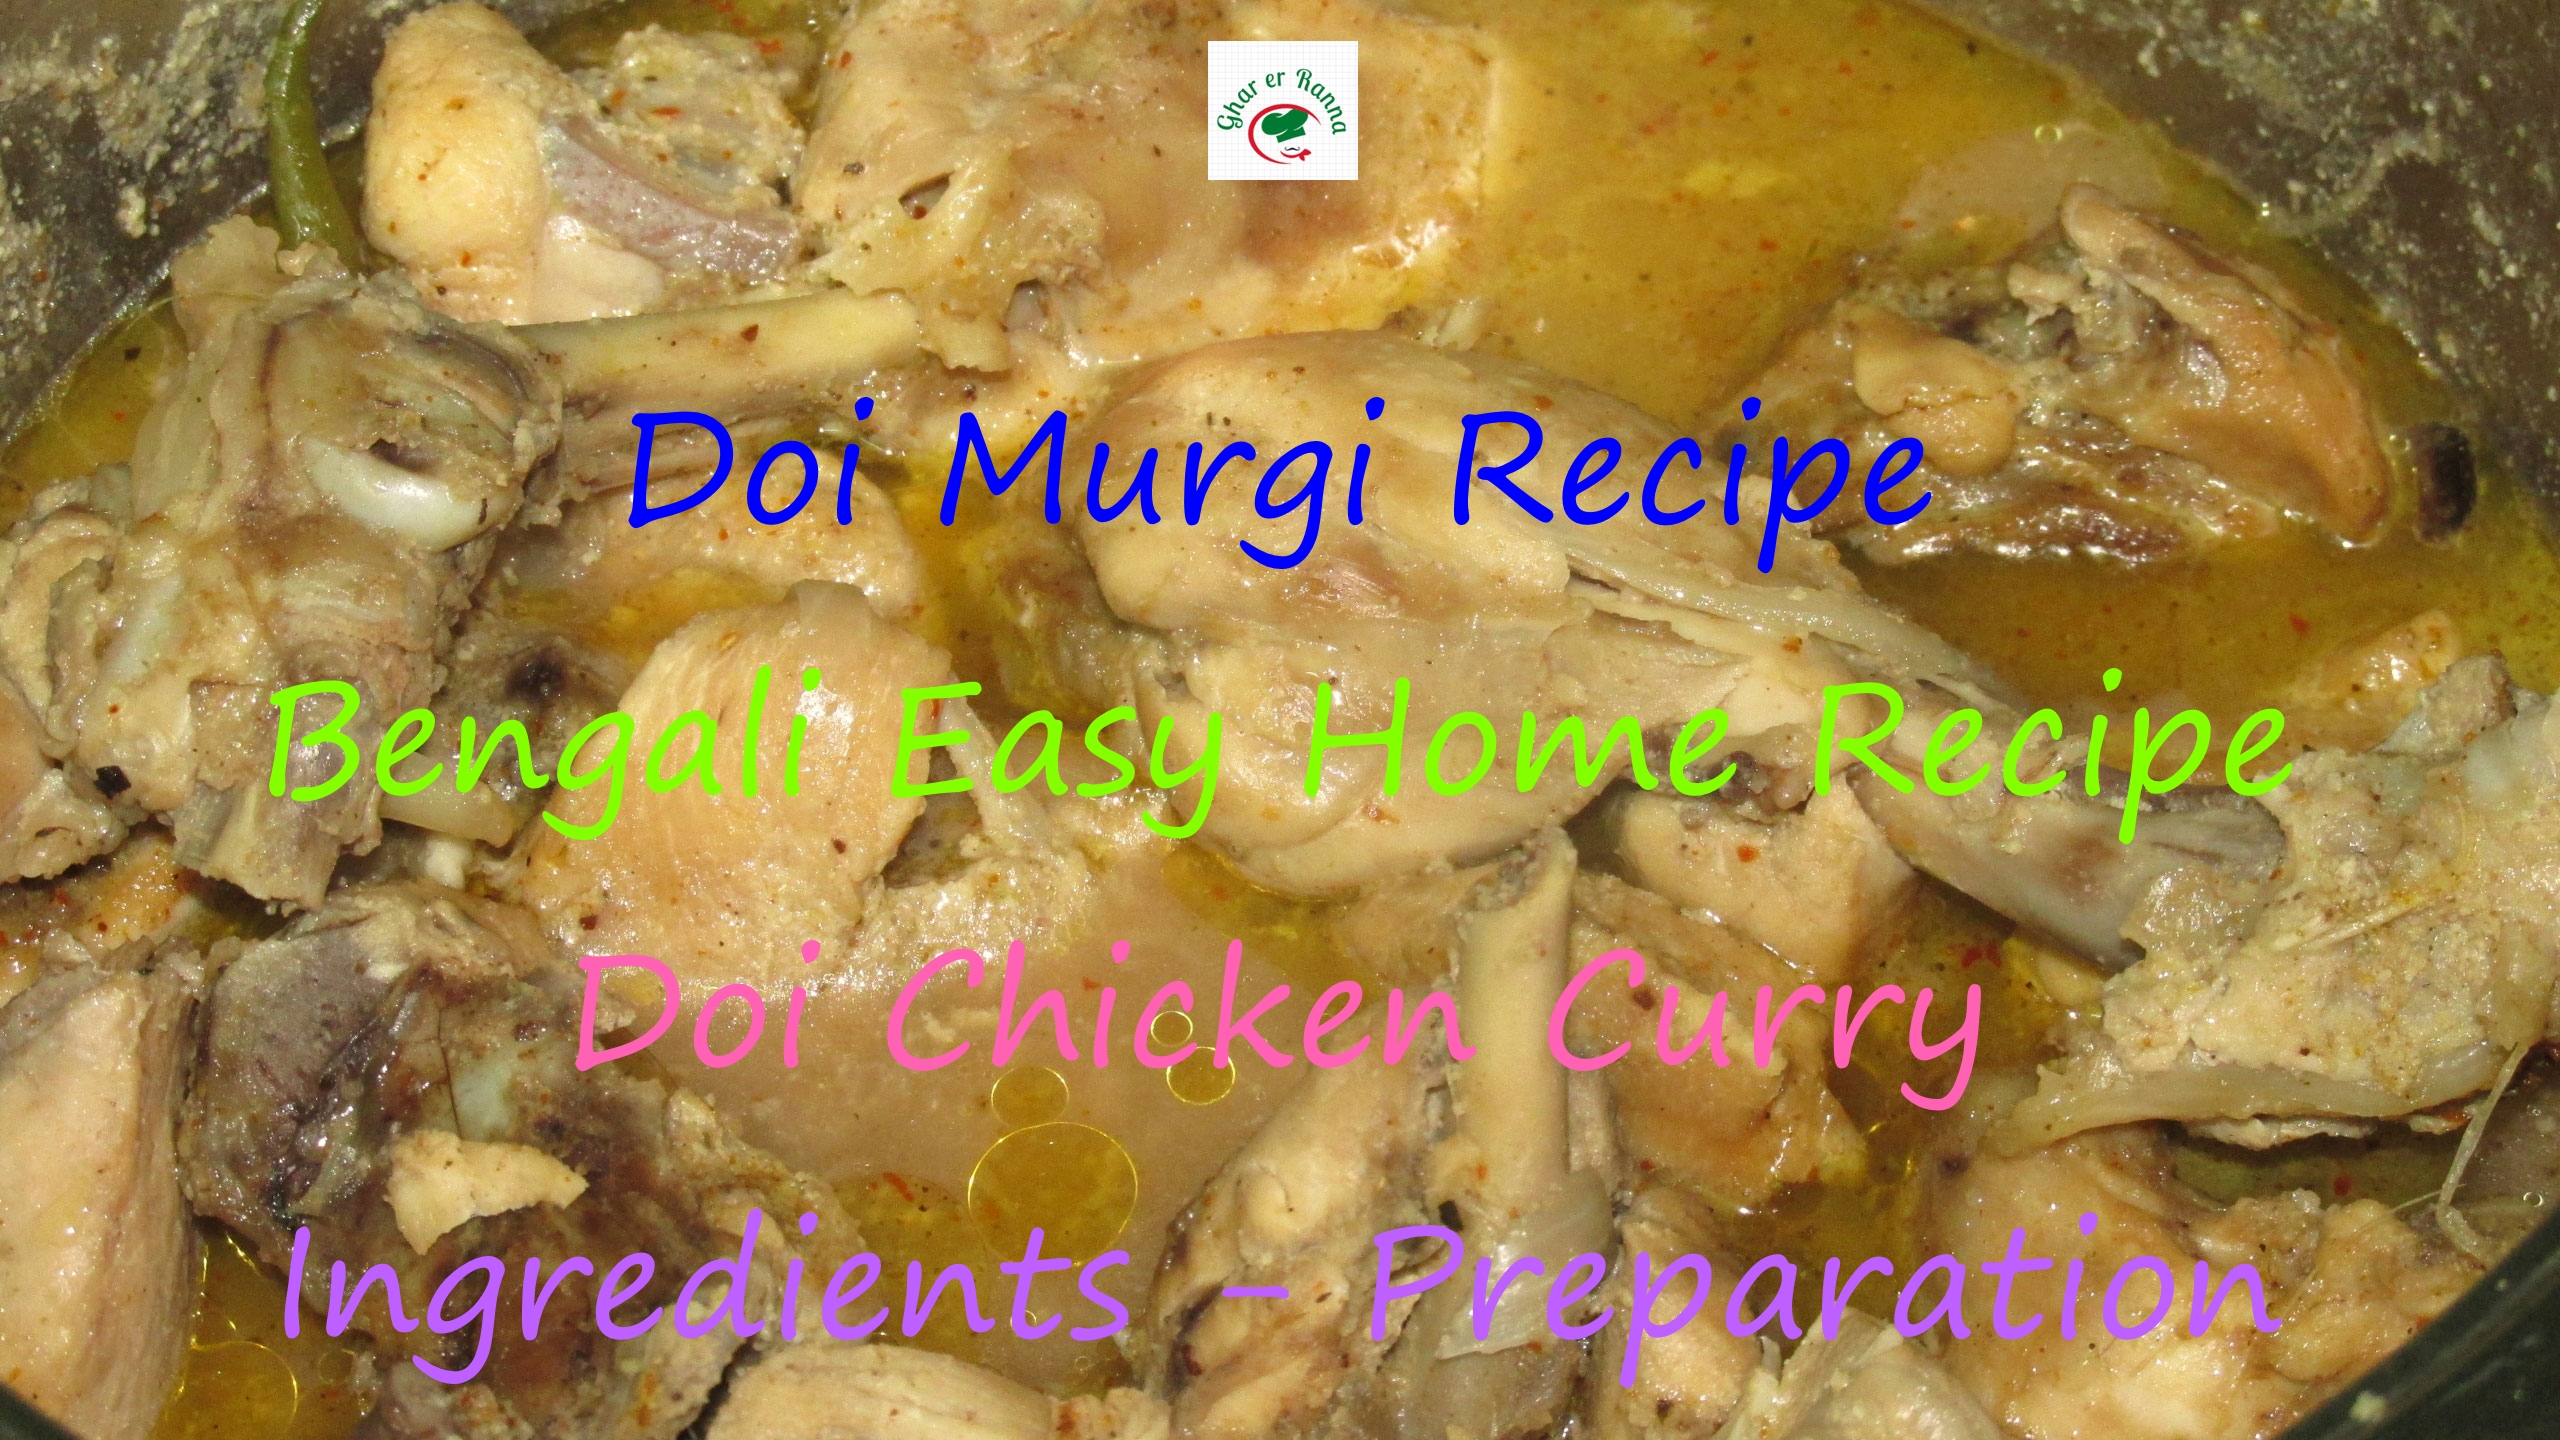 Ghar er Ranna
Doi Murgi Recipe
Bengali Easy Home Recipe
Doi Chicken Curry
Ingredients - Preparation